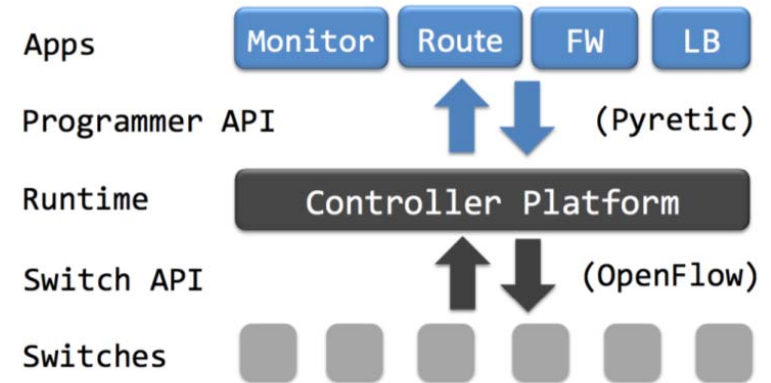 Apps Monitor Route FW LB
Programmer API (Pyretic)
Runtime Controller Platform
Switch API (OpenFlow)
Switches